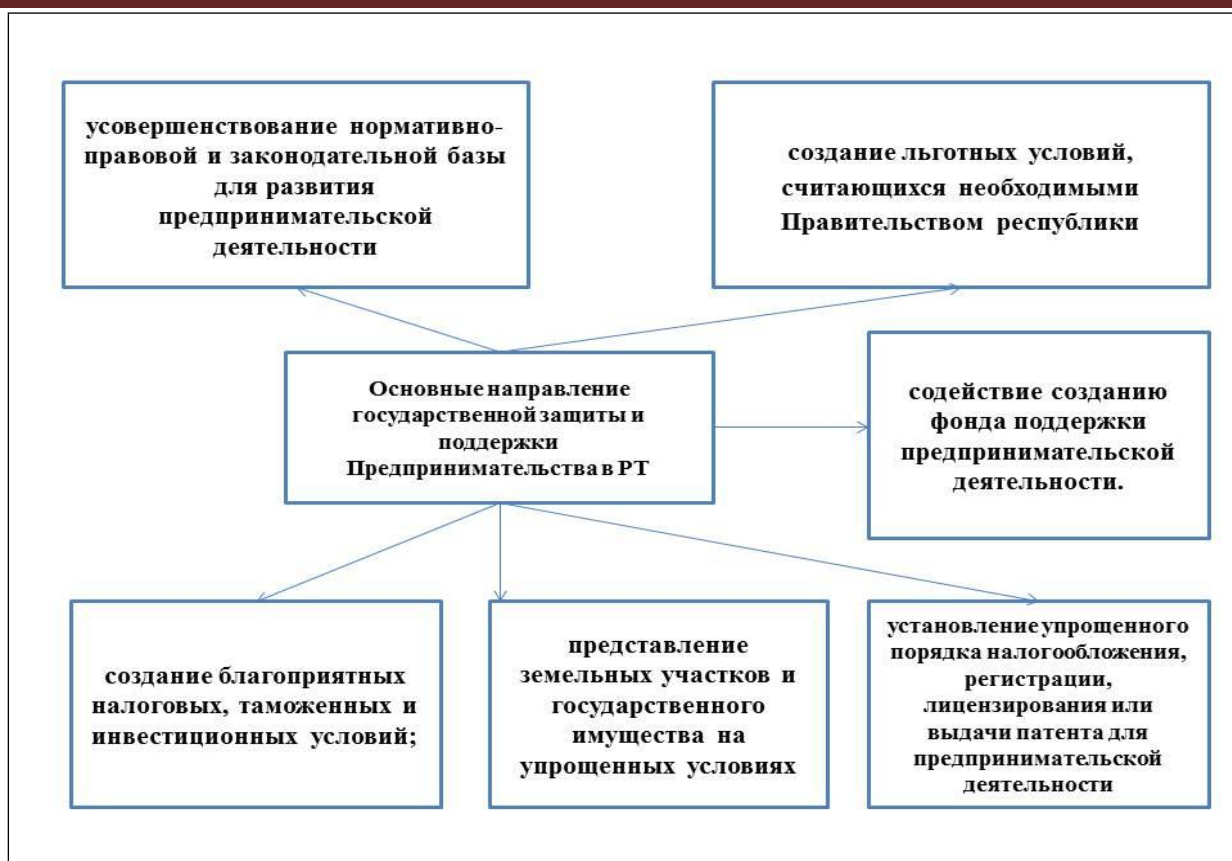 усовершенствование нормативно-
правовой и законодательной базы
для развития
предпринимательской
деятельности
создание льготных условий,
считающихся необходимыми
Правительством республики
Основные направление
государственной защиты и
поддержки
Предпринимательства в РТ
содействие созданию
фонда поддержки
предпринимательской
деятельности.
создание благоприятных
налоговых, таможенных и
инвестиционных условий;
представление
земельных участков и
государственного
имущества на
упрощенных условиях
установление упрощенного
порядка налогообложения,
регистрации,
лицензирования или
выдачи патента для
предпринимательской
деятельности